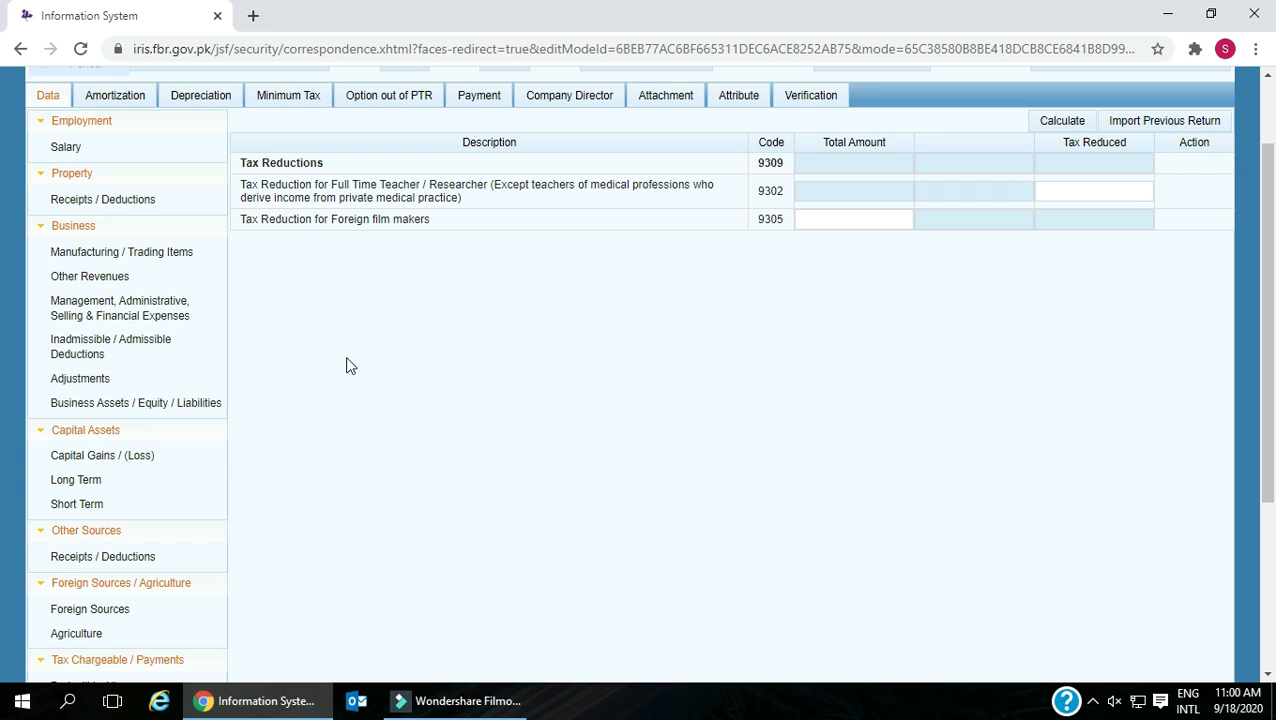 Information System
iris.fbr.gov.pk/jsf/security/correspondence.xhtml?faces-redirect=true&editModeId=6BEB77AC6BF665311DEC6ACE8252AB75&mode=65C38580B8BE418DCB8CE6841B8D99...
S
Data
Amortization
Depreciation
Minimum Tax
Option out of PTR
Payment
Company Director
Attachment
Attribute
Verification
Calculate
Import Previous Return
Employment
Salary
Property
Receipts / Deductions
Business
Manufacturing / Trading Items
Other Revenues
Management, Administrative,
Selling & Financial Expenses
Inadmissible / Admissible
Deductions
Adjustments
Business Assets / Equity / Liabilities
Capital Assets
Capital Gains / (Loss)
Long Term
Short Term
Other Sources
Receipts / Deductions
Foreign Sources / Agriculture
Foreign Sources
Agriculture
Tax Chargeable / Payments
Description Code Total Amount Tax Reduced Action
Tax Reductions 9309
Tax Reduction for Full Time Teacher / Researcher (Except teachers of medical professions who
derive income from private medical practice) 9302
Tax Reduction for Foreign film makers 9305
Information Syste...
Wondershare Filmo...
ENG
INTL
11:00 AM
9/18/2020